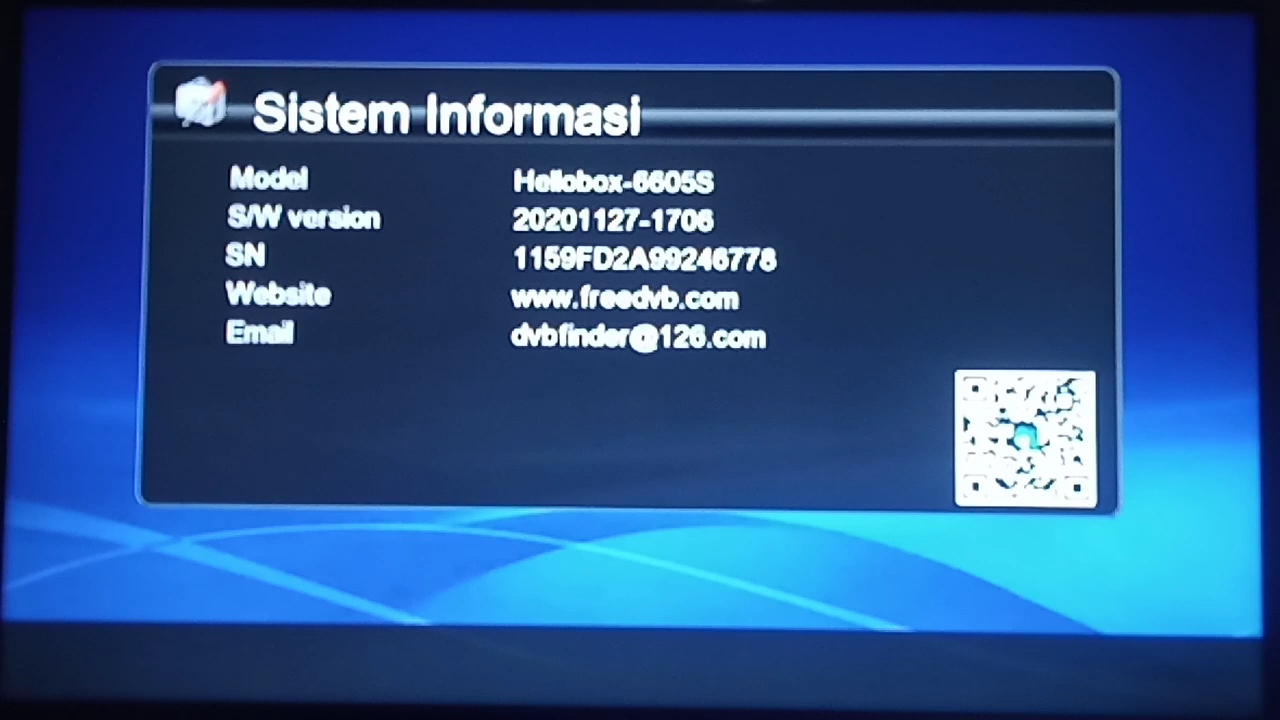 Sistem Informasi
Model Hellobox-6605S
S/W version 20201127-1706
SN 1159FD2A99246778
Website www.freedvb.com
Email dvbfinder@126.com